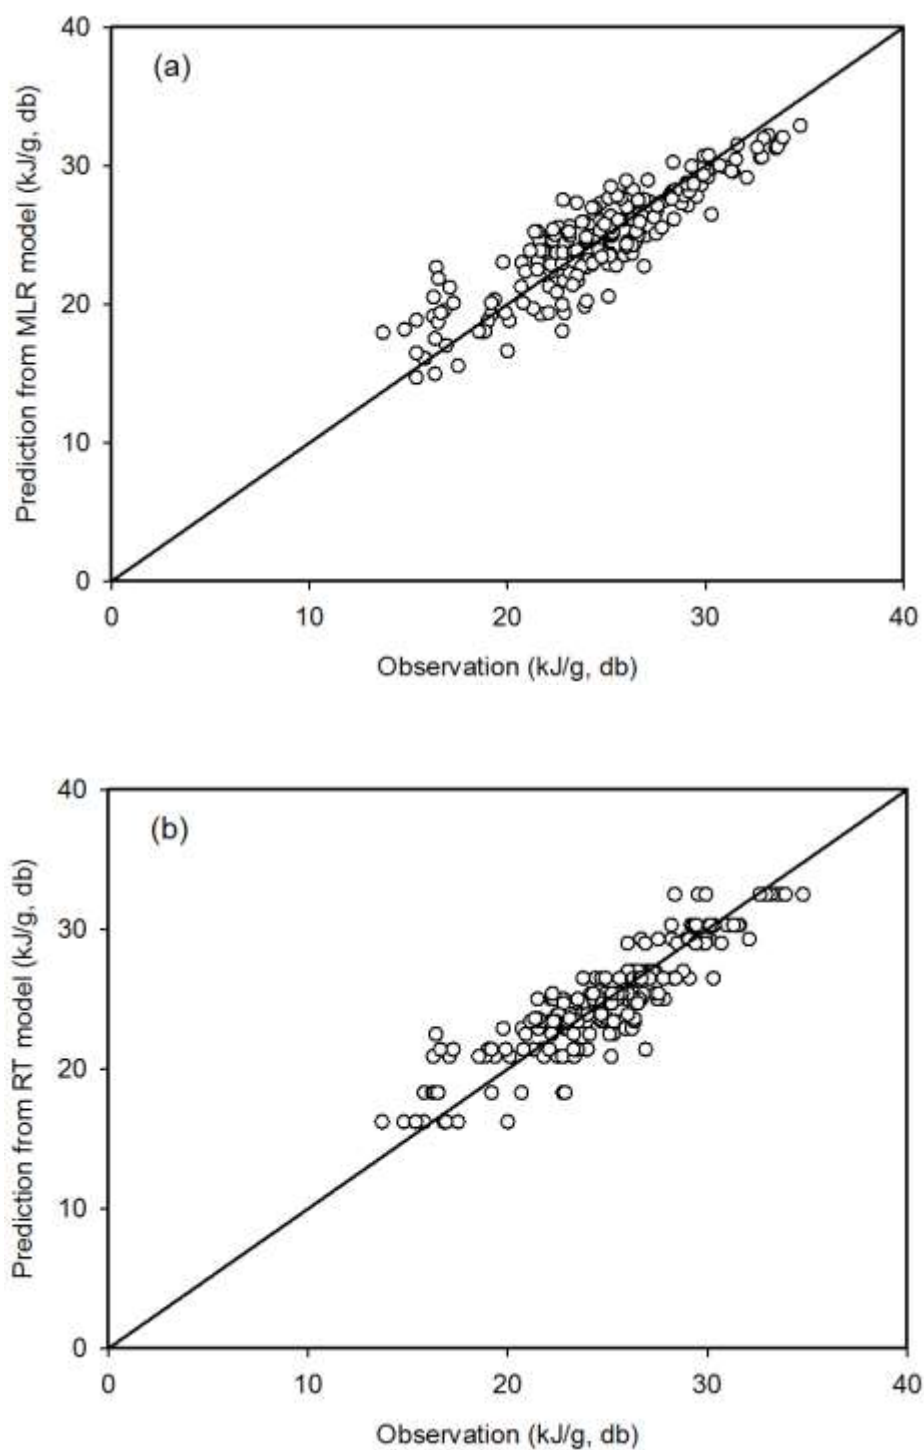 40
(a)
30
20
10
0
Prediction from MLR model (kJ/g, db)
0 10 20 30 40
Observation (kJ/g, db)
40
(b)
30
20
10
0
Prediction from RT model (kJ/g, db)
0 10 20 30 40
Observation (kJ/g, db)